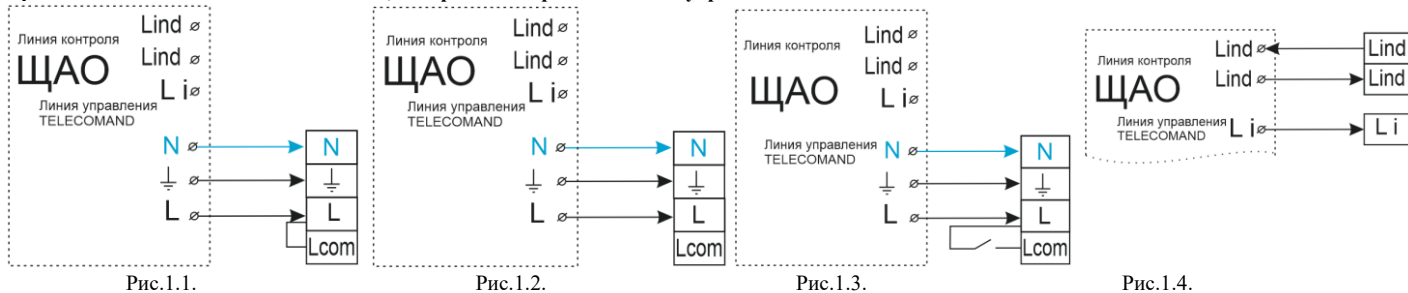 Lind
Линия контроля
Lind
ЩАО
L i
Линия управления
TELECOMAND
N
N
L
L
Lcom
Рис.1.1.
Lind
Линия контроля
Lind
ЩАО
L i
Линия управления
TELECOMAND
N
N
L
L
Lcom
Рис.1.2.
Lind
Линия контроля
Lind
ЩАО
L i
Линия управления
TELECOMAND
N
N
L
L
Lcom
Рис.1.3.
Lind
Lind
Линия контроля
Lind
Lind
ЩАО
Линия управления
TELECOMAND
L i
L i
Рис.1.4.